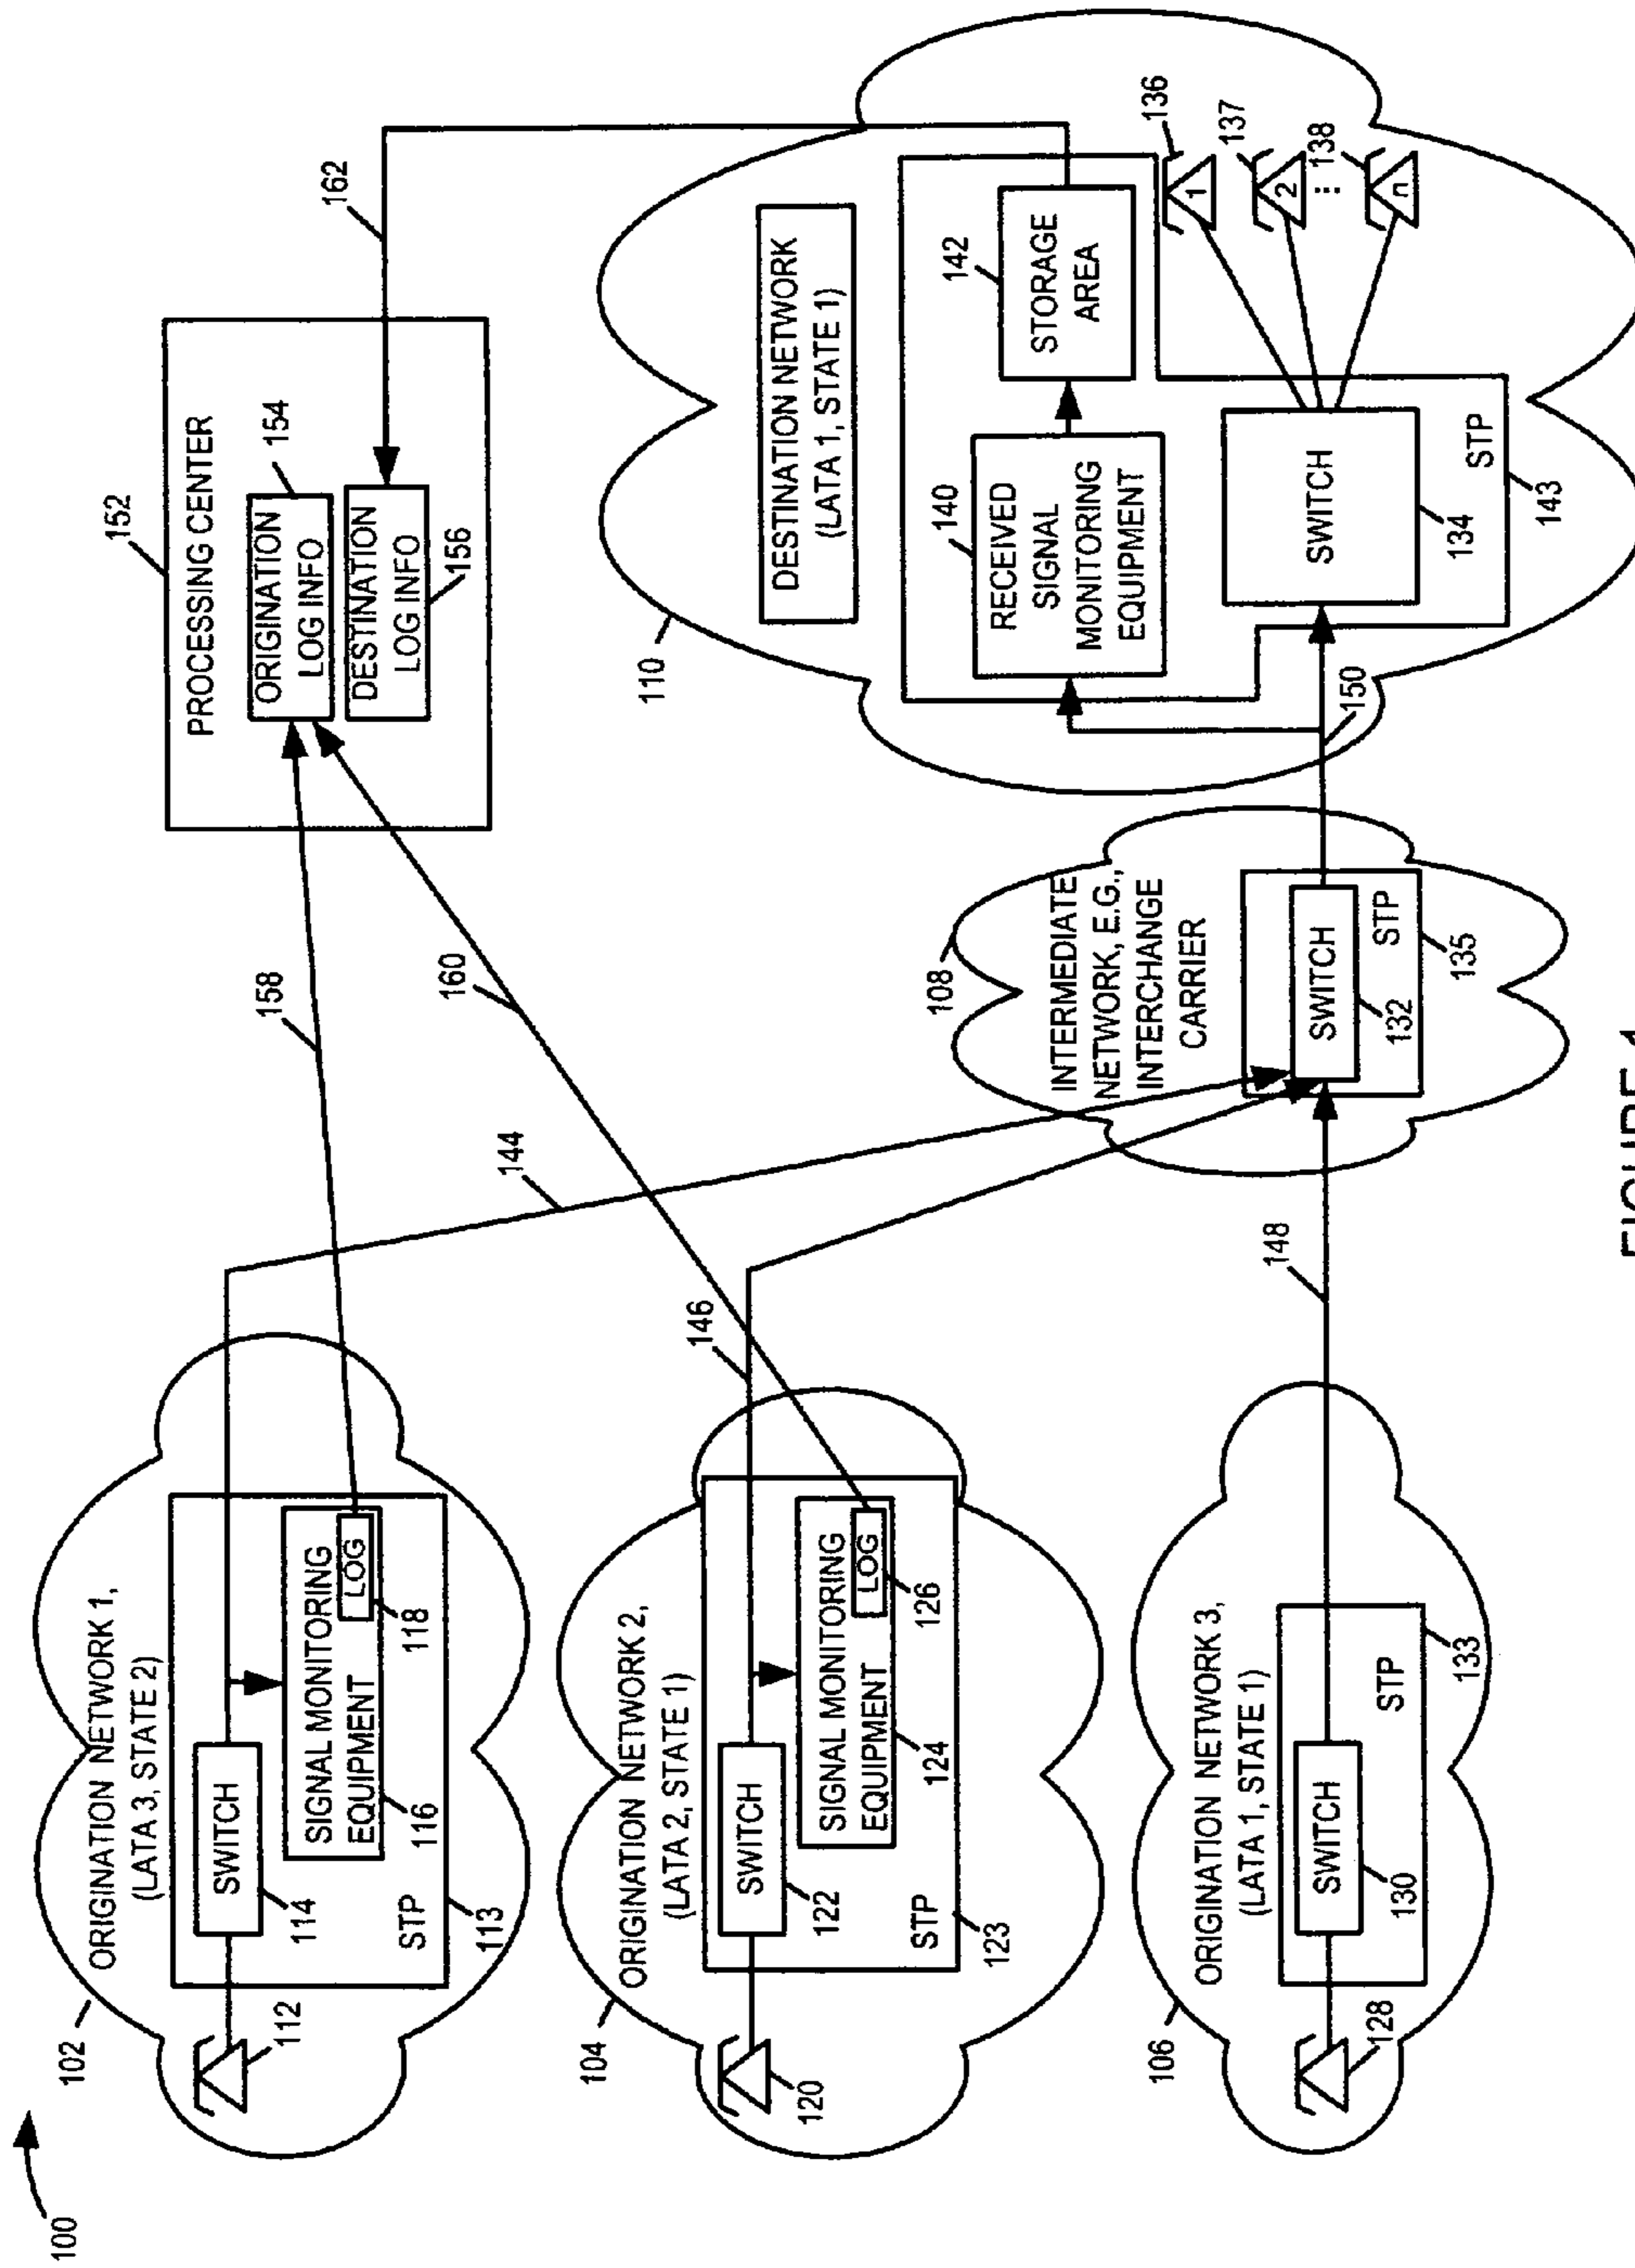 100
102
ORIGINATION NETWORK 1,
(LATA 3, STATE 2)
112
SWITCH
114
SIGNAL MONITORING
EQUIPMENT
116
LOG
118
STP
113
104
ORIGINATION NETWORK 2,
(LATA 2, STATE 1)
120
SWITCH
122
SIGNAL MONITORING
EQUIPMENT
124
LOG
126
STP
123
106
ORIGINATION NETWORK 3,
(LATA 1, STATE 1)
128
SWITCH
130
STP
133
144
146
148
158
160
108
INTERMEDIATE
NETWORK, E.G.,
INTERCHANGE
CARRIER
SWITCH
132
STP
135
152
PROCESSING CENTER
ORIGINATION
LOG INFO
154
DESTINATION
LOG INFO
156
162
110
DESTINATION NETWORK
(LATA 1, STATE 1)
140
RECEIVED
SIGNAL
MONITORING
EQUIPMENT
142
STORAGE
AREA
150
SWITCH
134
STP
143
1
136
2
137
n
138
FIGURE 1